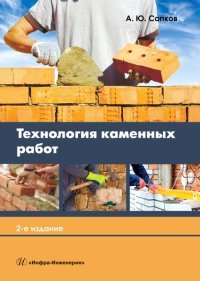 А. Ю. Сапков
Технология каменных
работ
2-е издание
«Инфра-Инженерия»